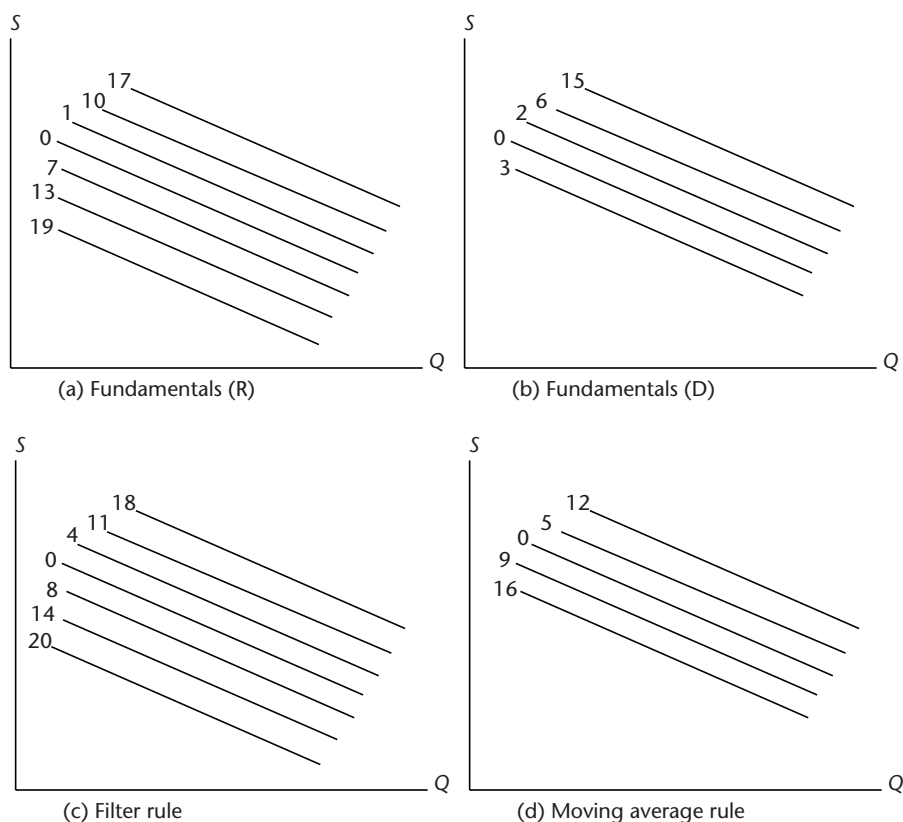 S
17
10
1
0
7
13
19
Q
(a) Fundamentals (R)
S
15
6
2
0
3
Q
(b) Fundamentals (D)
S
18
11
4
0
8
14
20
Q
(c) Filter rule
S
12
5
0
9
16
Q
(d) Moving average rule